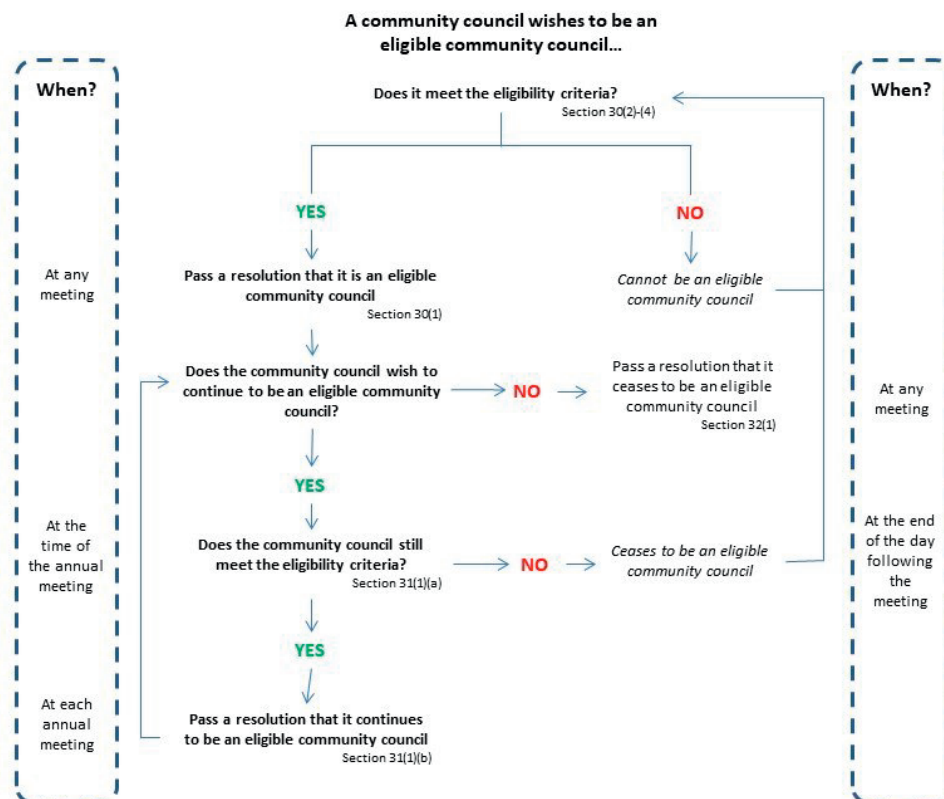 A community council wishes to be an
eligible community council...
When?
When?
Does it meet the eligibility criteria?
Section 30(2)-(4)
YES
NO
At any
meeting
Pass a resolution that it is an eligible
community council
Section 30(1)
Cannot be an eligible
community council
Does the community council wish to
continue to be an eligible community
council?
NO
Pass a resolution that it
ceases to be an eligible
community council
Section 32(1)
At any
meeting
YES
At the
time of
the annual
meeting
Does the community council still
meet the eligibility criteria?
Section 31(1)(a)
NO
Ceases to be an eligible
community council
At the end
of the day
following
the
meeting
YES
At each
annual
meeting
Pass a resolution that it continues
to be an eligible community council
Section 31(1)(b)